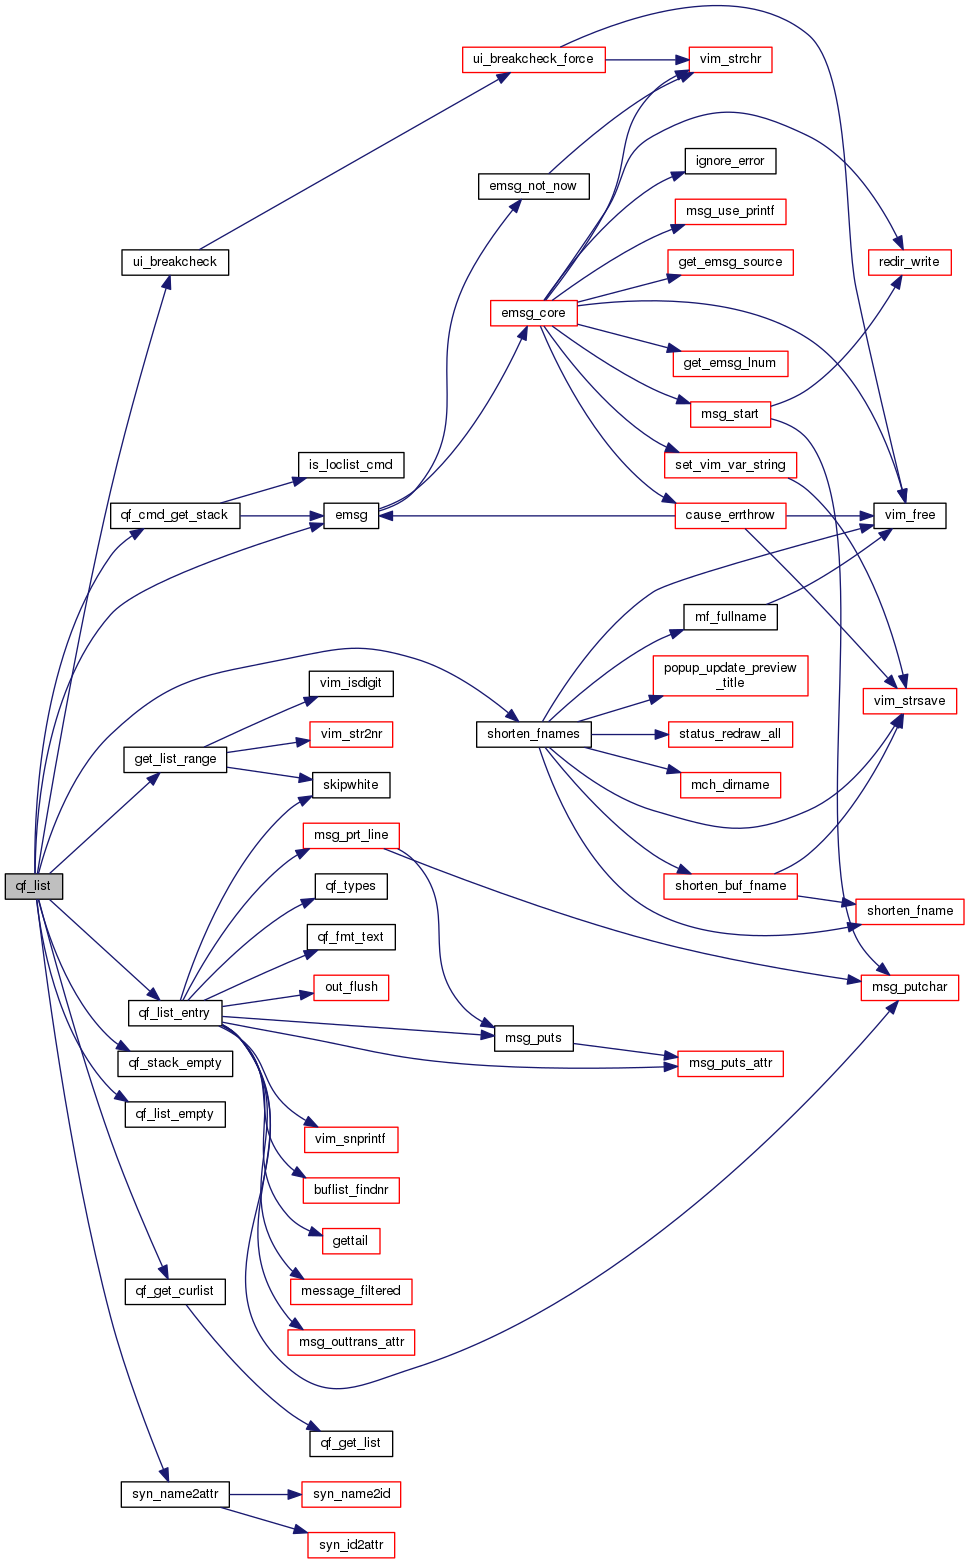 ui_breakcheck_force
vim_strchr
ignore_error
emsg_not_now
msg_use_printf
ui_breakcheck
get_emsg_source
redir_write
emsg_core
get_emsg_lnum
msg_start
is_loclist_cmd
set_vim_var_string
qf_cmd_get_stack
emsg
cause_errthrow
vim_free
mf_fullname
popup_update_preview
_title
vim_isdigit
vim_strsave
shorten_fnames
status_redraw_all
vim_str2nr
get_list_range
skipwhite
mch_dirname
msg_prt_line
qf_list
qf_types
shorten_buf_fname
shorten_fname
qf_fmt_text
out_flush
msg_putchar
qf_list_entry
msg_puts
qf_stack_empty
msg_puts_attr
qf_list_empty
vim_snprintf
buflist_findnr
gettail
qf_get_curlist
message_filtered
msg_outtrans_attr
qf_get_list
syn_name2attr
syn_name2id
syn_id2attr